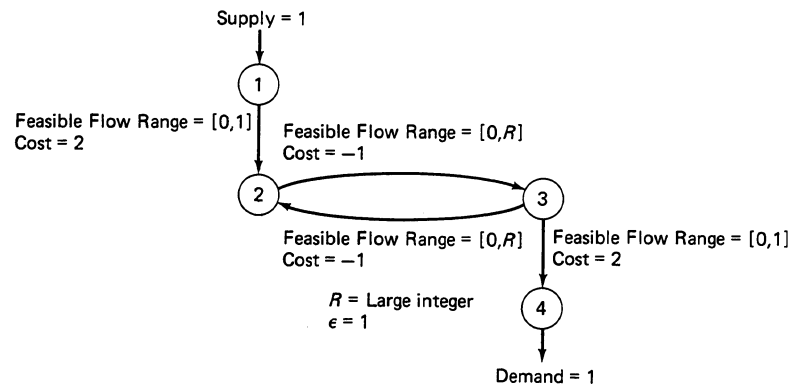 Supply = 1
1
Feasible Flow Range = [0,1]
Cost = 2
Feasible Flow Range = [0,R]
Cost = −1
2
3
Feasible Flow Range = [0,R]
Cost = −1
Feasible Flow Range = [0,1]
Cost = 2
R = Large integer
ϵ = 1
4
Demand = 1